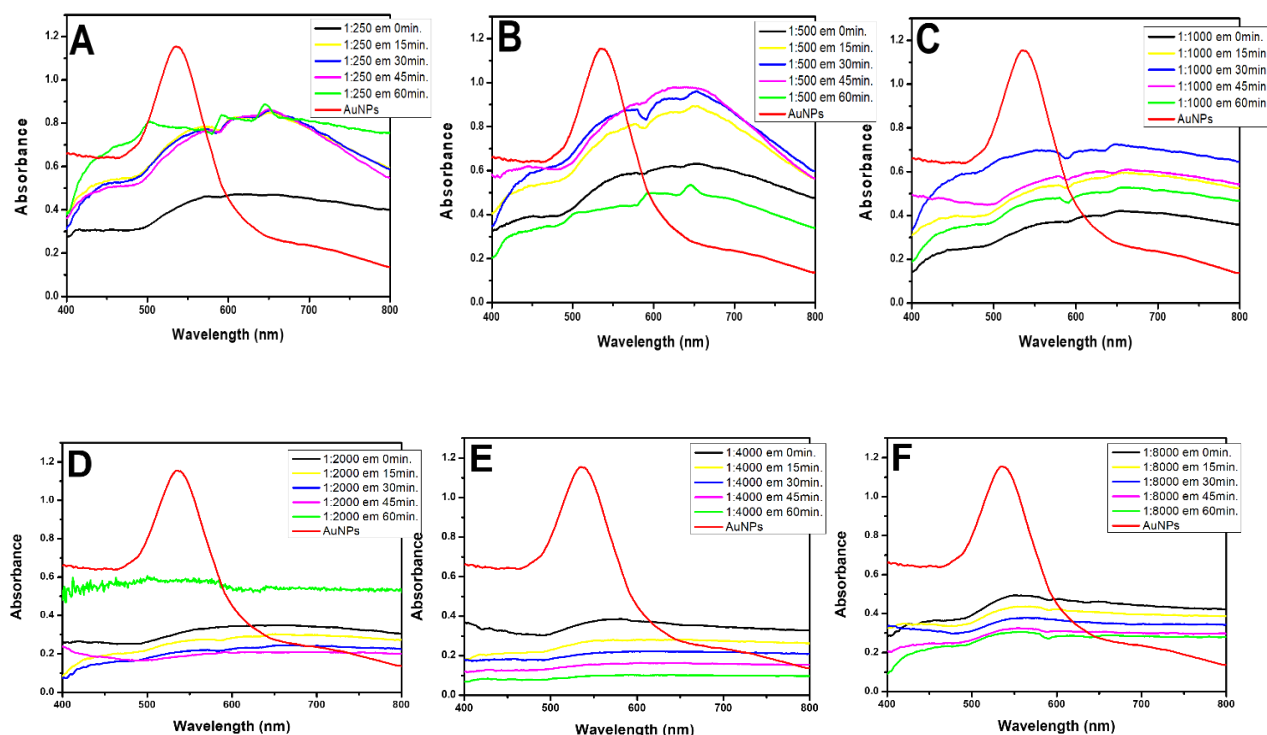 A
1:250 em 0min.
1:250 em 15min.
1:250 em 30min.
1:250 em 45min.
1:250 em 60min.
AuNPs
Absorbance
1.2
1.0
0.8
0.6
0.4
0.2
0.0
400 500 600 700 800
Wavelength (nm)
B
1:500 em 0min.
1:500 em 15min.
1:500 em 30min.
1:500 em 45min.
1:500 em 60min.
AuNPs
Absorbance
1.2
1.0
0.8
0.6
0.4
0.2
0.0
400 500 600 700 800
Wavelength (nm)
C
1:1000 em 0min.
1:1000 em 15min.
1:1000 em 30min.
1:1000 em 45min.
1:1000 em 60min.
AuNPs
Absorbance
1.2
1.0
0.8
0.6
0.4
0.2
0.0
400 500 600 700 800
Wavelength (nm)
D
1:2000 em 0min.
1:2000 em 15min.
1:2000 em 30min.
1:2000 em 45min.
1:2000 em 60min.
AuNPs
Absorbance
1.2
1.0
0.8
0.6
0.4
0.2
0.0
400 500 600 700 800
Wavelength (nm)
E
1:4000 em 0min.
1:4000 em 15min.
1:4000 em 30min.
1:4000 em 45min.
1:4000 em 60min.
AuNPs
Absorbance
1.2
1.0
0.8
0.6
0.4
0.2
0.0
400 500 600 700 800
Wavelength (nm)
F
1:8000 em 0min.
1:8000 em 15min.
1:8000 em 30min.
1:8000 em 45min.
1:8000 em 60min.
AuNPs
Absorbance
1.2
1.0
0.8
0.6
0.4
0.2
0.0
400 500 600 700 800
Wavelength (nm)